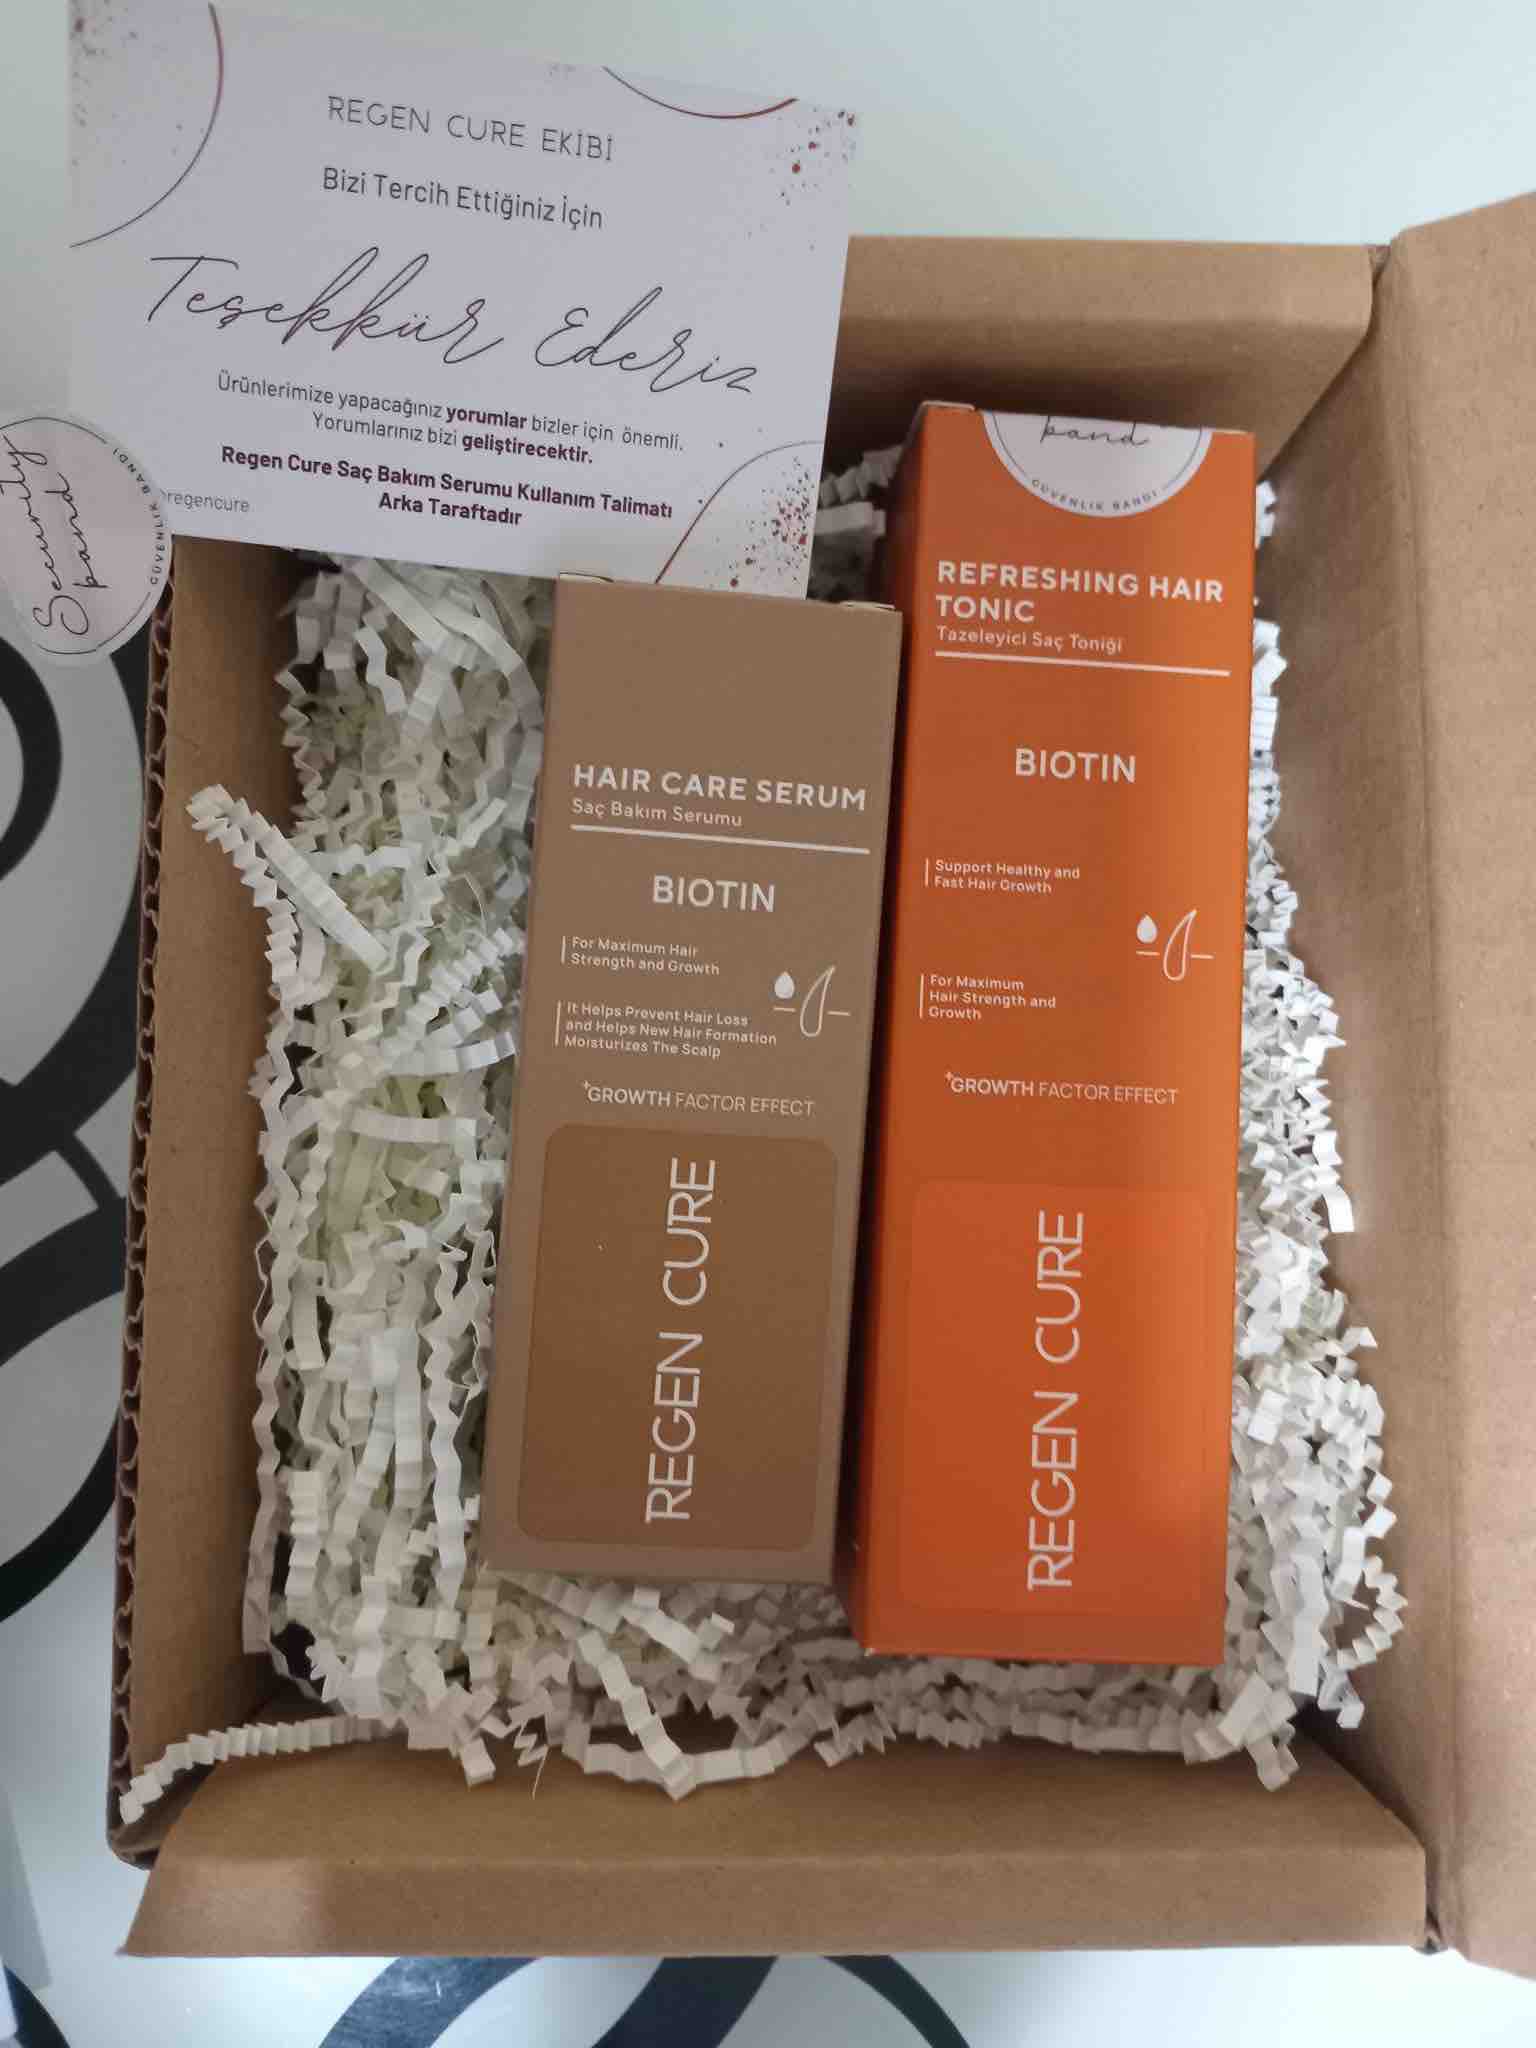 REGEN CURE EKİBİ
Bizi Tercih Ettiğiniz İçin
Teşekkür Ederiz
Ürünlerimize yapacağınız yorumlar bizler için önemli.
Yorumlarınız bizi geliştirecektir.
Regen Cure Saç Bakım Serumu Kullanım Talimatı
Arka Taraftadır
regencure
Security
band
GÜVENLİK BANDI
band
GÜVENLİK BANDI
REFRESHING HAIR
TONIC
Tazeleyici Saç Toniği
BIOTIN
Support Healthy and
Fast Hair Growth
For Maximum
Hair Strength and
Growth
+GROWTH FACTOR EFFECT
REGEN CURE
HAIR CARE SERUM
Saç Bakım Serumu
BIOTIN
For Maximum Hair
Strength and Growth
It Helps Prevent Hair Loss
and Helps New Hair Formation
Moisturizes The Scalp
+GROWTH FACTOR EFFECT
REGEN CURE